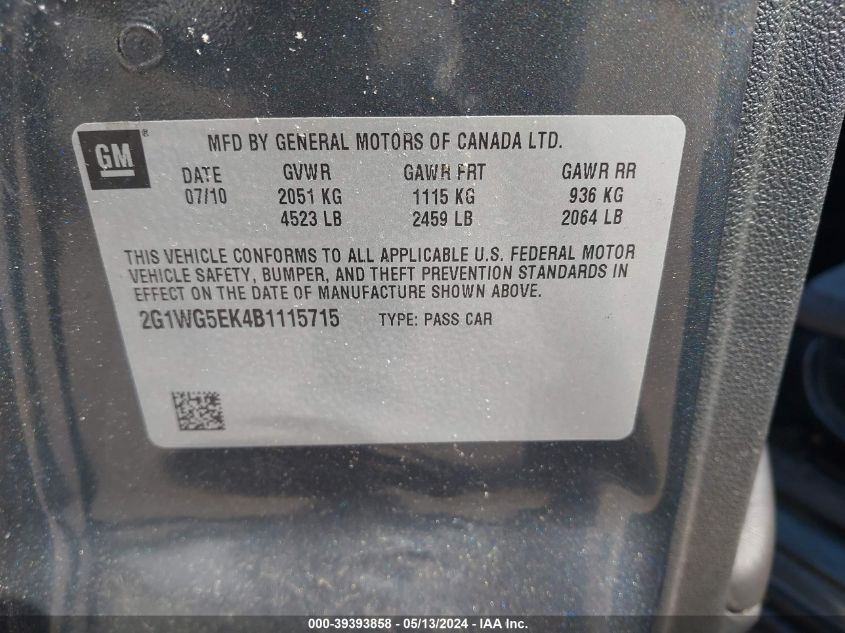 GM ® MFD BY GENERAL MOTORS OF CANADA LTD.
DATE GVWR GAWR FRT GAWR RR
07/10 2051 KG 1115 KG 936 KG
4523 LB 2459 LB 2064 LB
THIS VEHICLE CONFORMS TO ALL APPLICABLE U.S. FEDERAL MOTOR
VEHICLE SAFETY, BUMPER, AND THEFT PREVENTION STANDARDS IN
EFFECT ON THE DATE OF MANUFACTURE SHOWN ABOVE.
2G1WG5EK4B1115715 TYPE: PASS CAR
000-39393858 - 05/13/2024 - IAA Inc.